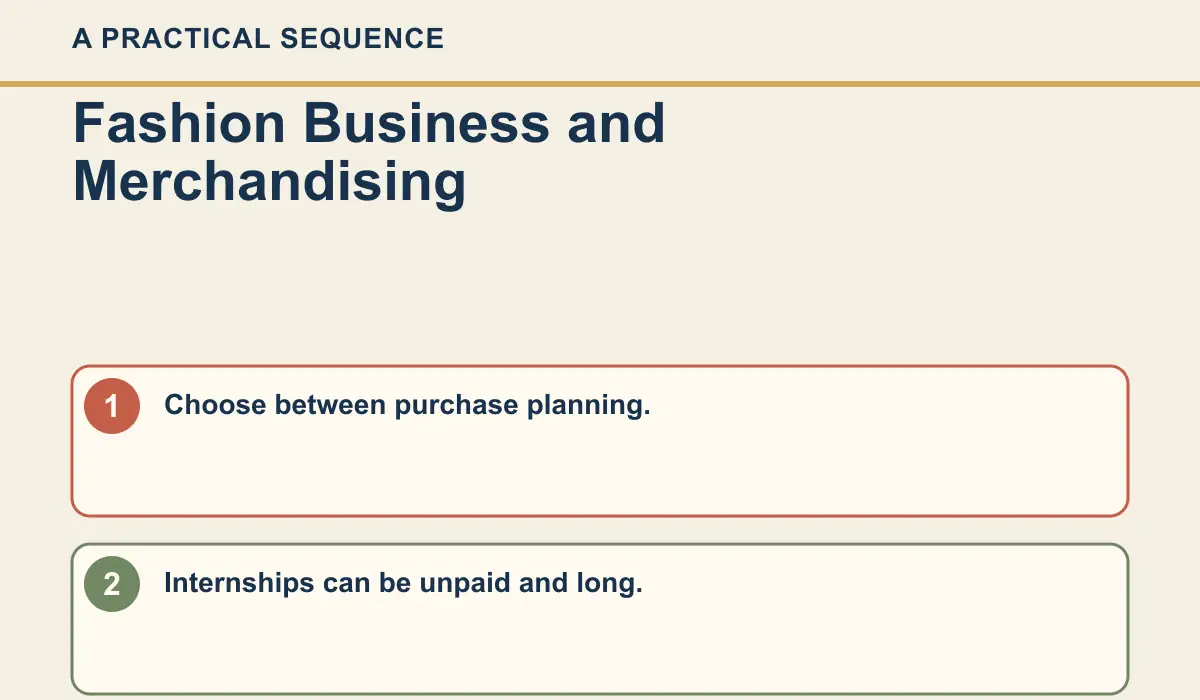 A PRACTICAL SEQUENCE
Fashion Business and
Merchandising
1 Choose between purchase planning.
2 Internships can be unpaid and long.